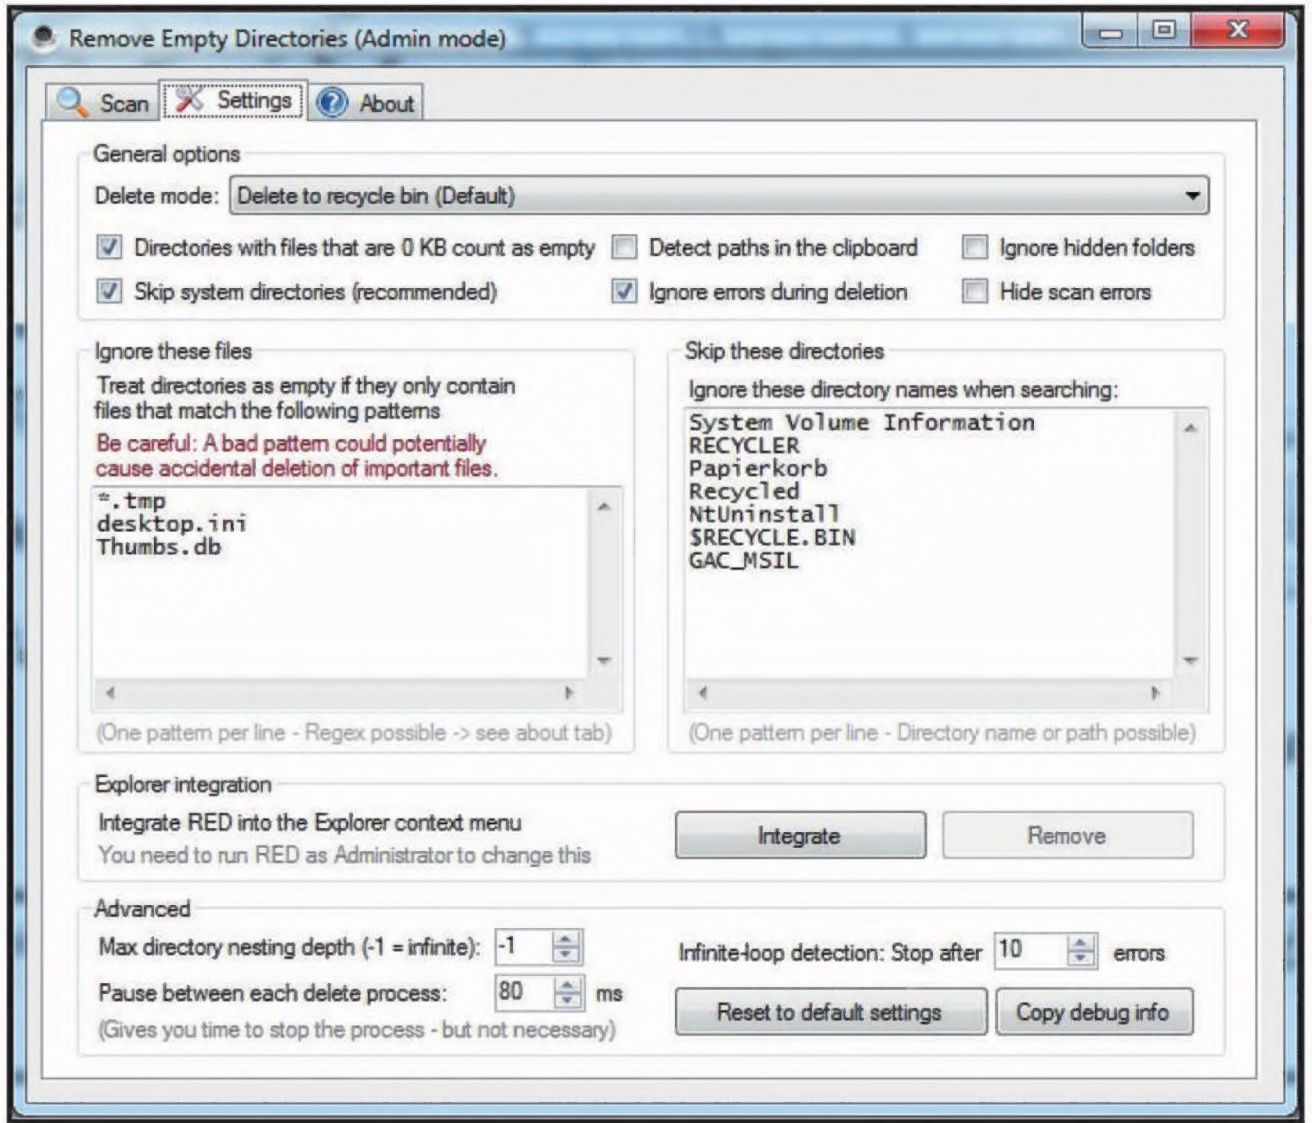 Remove Empty Directories (Admin mode)
Scan Settings About
General options
Delete mode: Delete to recycle bin (Default)
Directories with files that are 0 KB count as empty Detect paths in the clipboard Ignore hidden folders
Skip system directories (recommended) Ignore errors during deletion Hide scan errors
Ignore these files
Treat directories as empty if they only contain
files that match the following patterns
Be careful: A bad pattern could potentially
cause accidental deletion of important files.
*.tmp
desktop.ini
Thumbs.db
(One pattern per line - Regex possible -> see about tab)
Skip these directories
Ignore these directory names when searching:
System Volume Information
RECYCLER
Papierkorb
Recycled
NtUninstall
$RECYCLE.BIN
GAC_MSIL
(One pattern per line - Directory name or path possible)
Explorer integration
Integrate RED into the Explorer context menu
You need to run RED as Administrator to change this
Integrate Remove
Advanced
Max directory nesting depth (-1 = infinite): -1
Pause between each delete process: 80 ms
(Gives you time to stop the process - but not necessary)
Infinite-loop detection: Stop after 10 errors
Reset to default settings Copy debug info